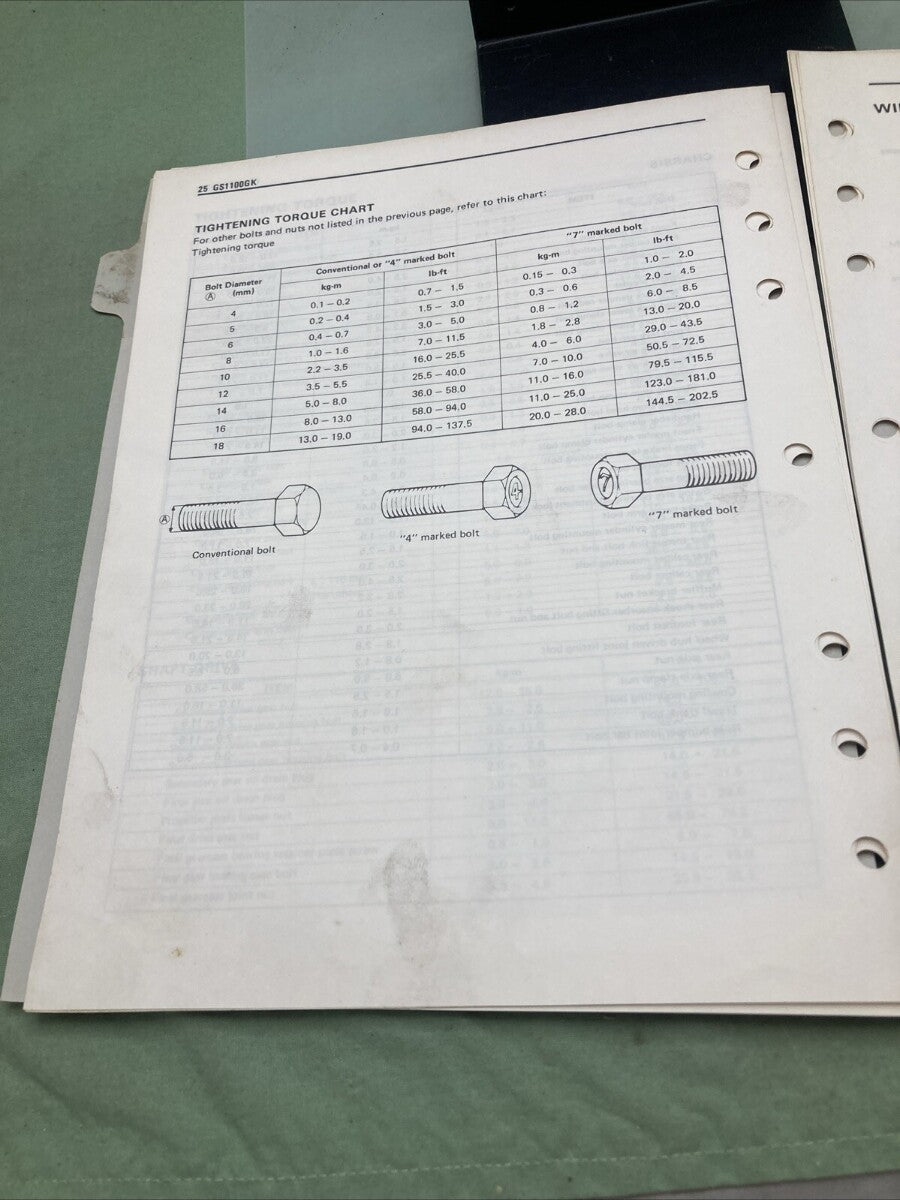 25 GS1100GK
TIGHTENING TORQUE CHART
For other bolts and nuts not listed in the previous page, refer to this chart:
Tightening torque
Bolt Diameter Ⓐ (mm) Conventional or "4" marked bolt "7" marked bolt
kg-m lb-ft kg-m lb-ft
4 0.1 – 0.2 0.7 – 1.5 0.15 – 0.3 1.0 – 2.0
5 0.2 – 0.4 1.5 – 3.0 0.3 – 0.6 2.0 – 4.5
6 0.4 – 0.7 3.0 – 5.0 0.8 – 1.2 6.0 – 8.5
8 1.0 – 1.6 7.0 – 11.5 1.8 – 2.8 13.0 – 20.0
10 2.2 – 3.5 16.0 – 25.5 4.0 – 6.0 29.0 – 43.5
12 3.5 – 5.5 25.5 – 40.0 7.0 – 10.0 50.5 – 72.5
14 5.0 – 8.0 36.0 – 58.0 11.0 – 16.0 79.5 – 115.5
16 8.0 – 13.0 58.0 – 94.0 11.0 – 25.0 123.0 – 181.0
18 13.0 – 19.0 94.0 – 137.5 20.0 – 28.0 144.5 – 202.5
Ⓐ
4
7
Conventional bolt
"4" marked bolt
"7" marked bolt